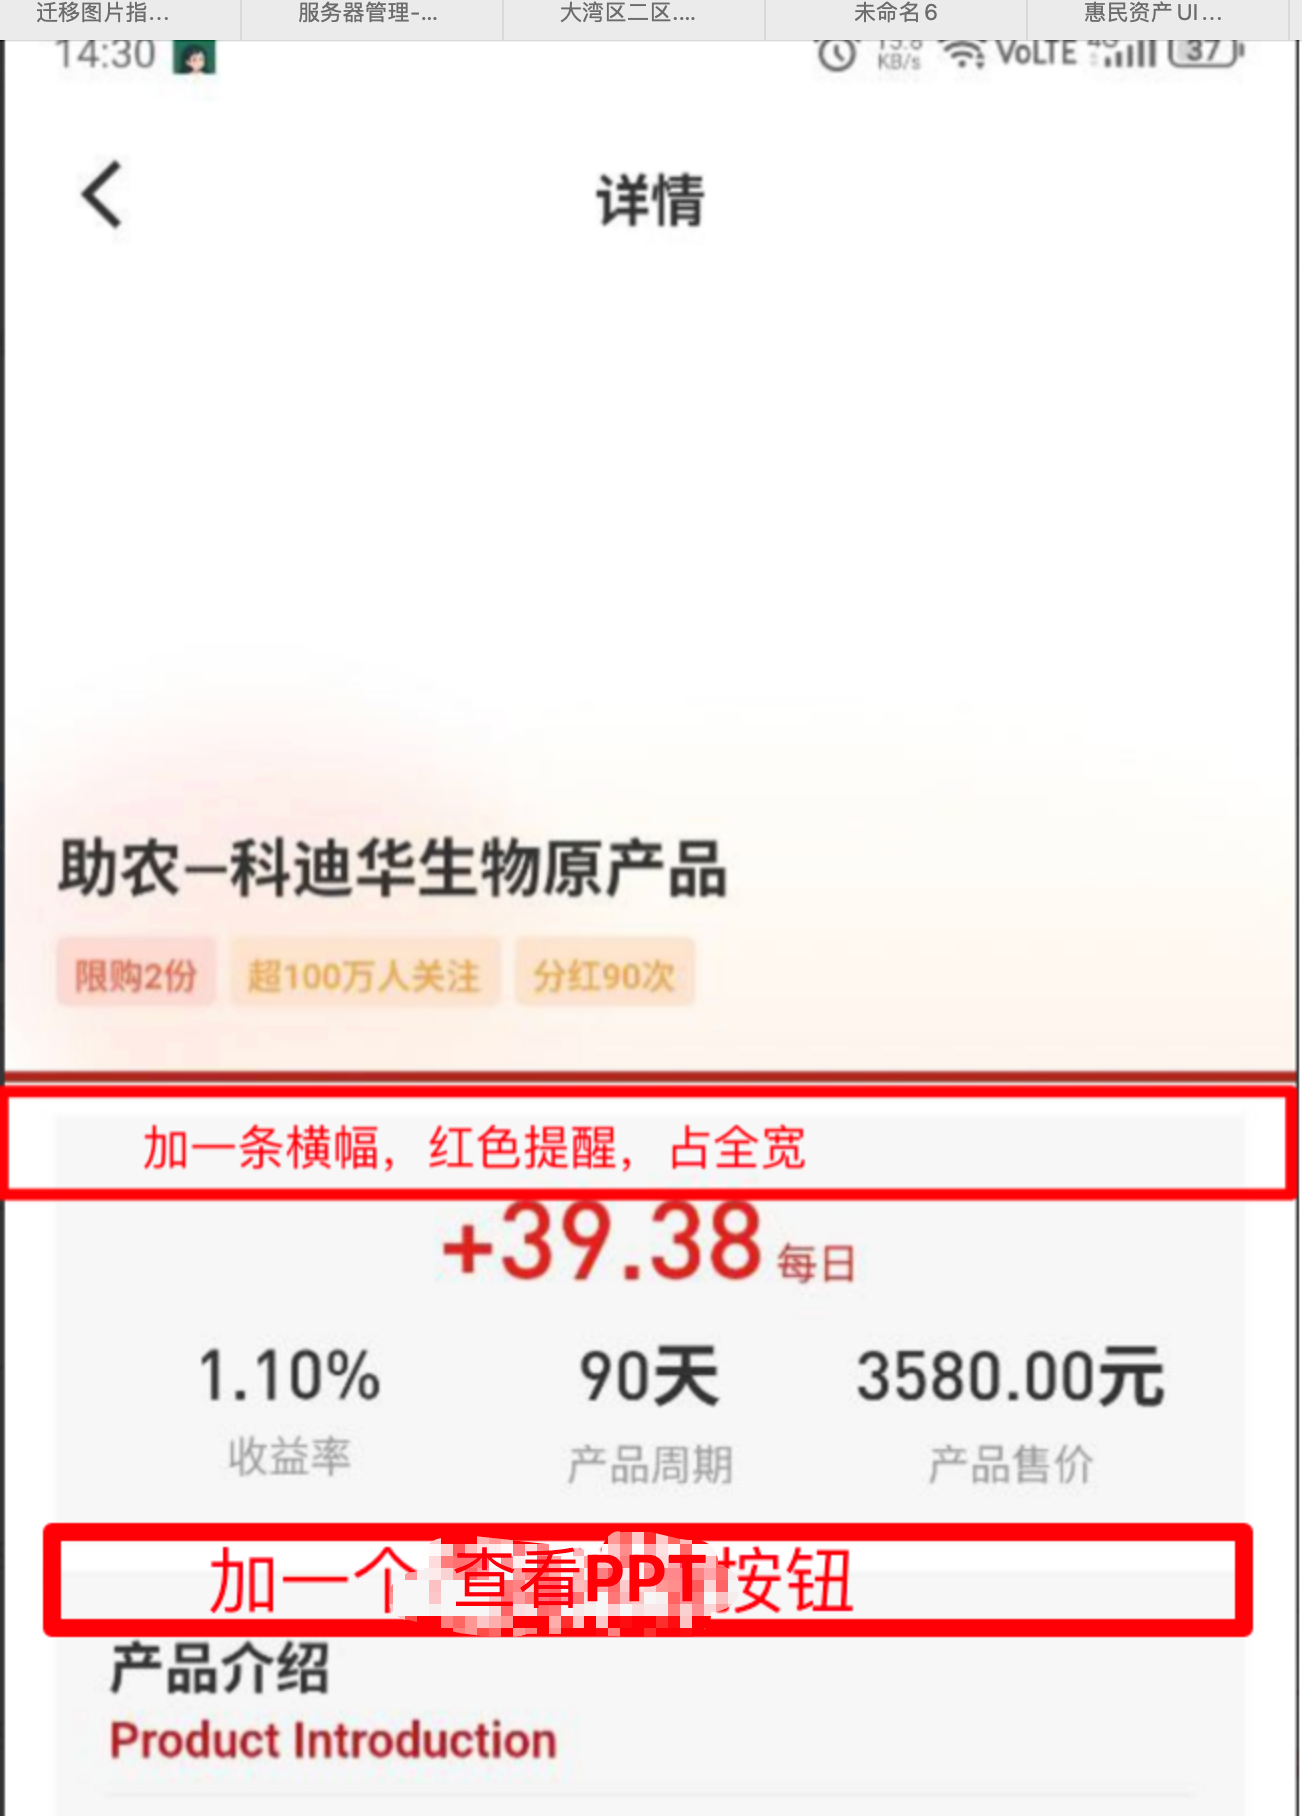 迁移图片指...
服务器管理-...
大湾区二区....
未命名 6
惠民资产 UI ...
14:30
KB/s
VoLTE
4G
37
详情
助农—科迪华生物原产品
限购2份
超100万人关注
分红90次
加一条横幅，红色提醒，占全宽
+39.38 每日
1.10%
90天
3580.00元
收益率
产品周期
产品售价
加一个 查看PPT按钮
产品介绍
Product Introduction